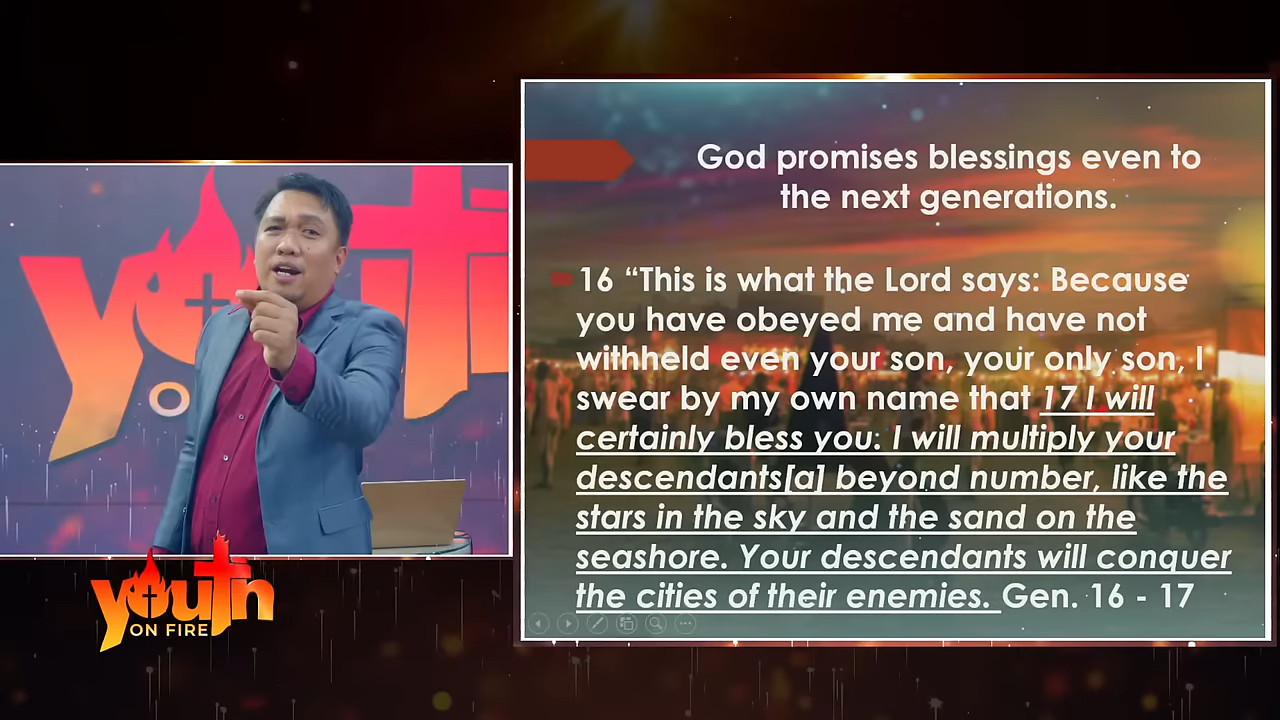 God promises blessings even to
the next generations.
16 “This is what the Lord says: Because
you have obeyed me and have not
withheld even your son, your only son, I
swear by my own name that 17 I will
certainly bless you: I will multiply your
descendants[a] beyond number, like the
stars in the sky and the sand on the
seashore. Your descendants will conquer
the cities of their enemies. Gen. 16 - 17
youth
O
youth
ON FIRE